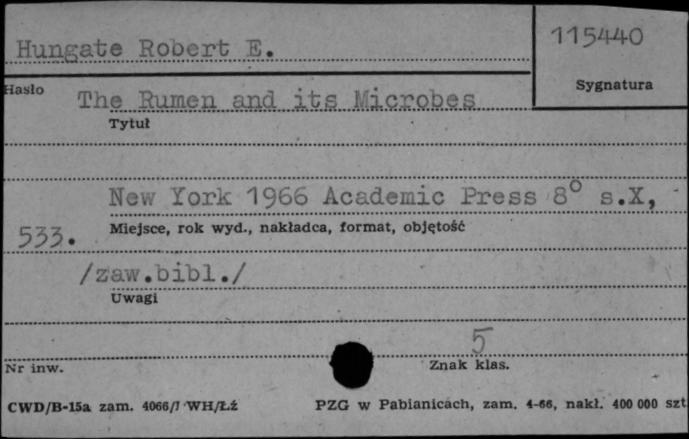 Hungate Robert E.
115440
Hasło
Sygnatura
The Rumen and its Microbes
Tytuł
New York 1966 Academic Press 8° s.X,
533.
Miejsce, rok wyd., nakładca, format, objętość
/zaw.bibl./
Uwagi
5
Nr inw.
Znak klas.
CWD/B-15a zam. 4066/7 WH/Łż
PZG w Pabianicach, zam. 4-66, nakł. 400 000 szt